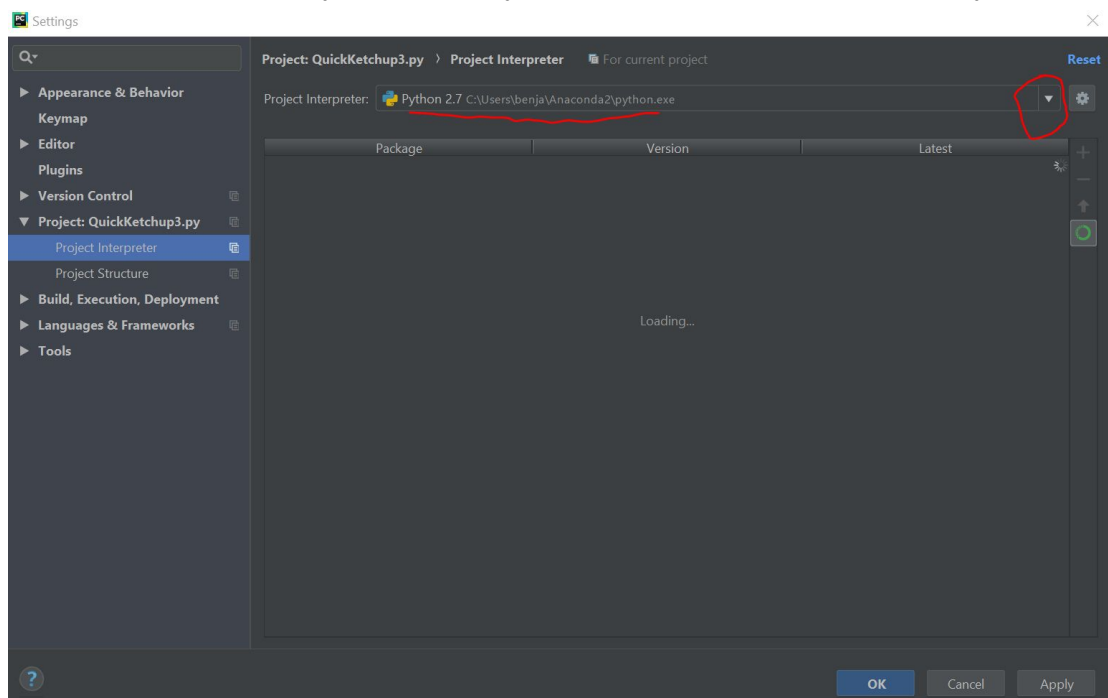 Settings
Project: QuickKetchup3.py › Project Interpreter For current project Reset
Appearance & Behavior
Keymap
Editor
Plugins
Version Control
Project: QuickKetchup3.py
Project Interpreter
Project Structure
Build, Execution, Deployment
Languages & Frameworks
Tools
Project Interpreter: Python 2.7 C:\Users\benja\Anaconda2\python.exe
Package Version Latest
Loading...
? OK Cancel Apply